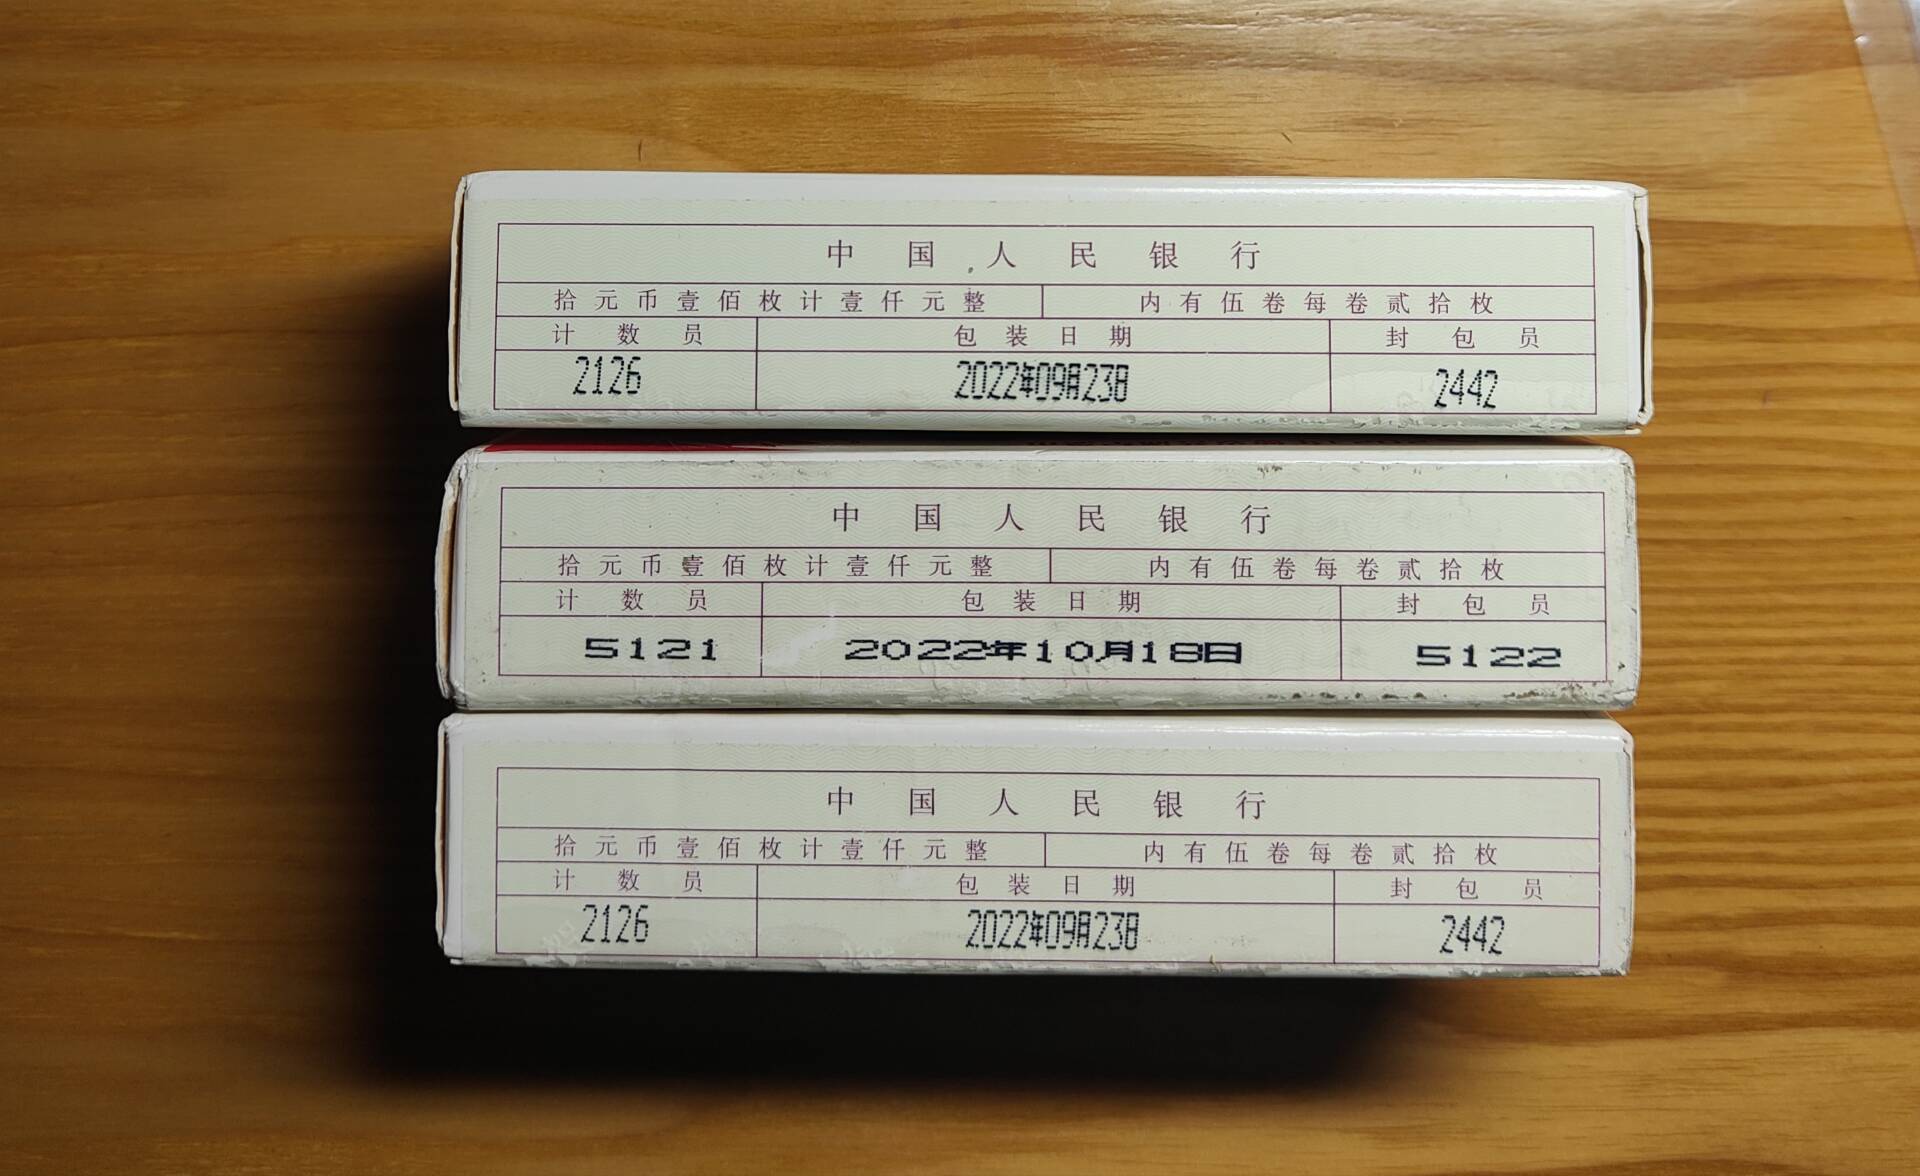 中国人民银行
拾元币壹佰枚计壹仟元整 内有伍卷每卷贰拾枚
计数员 包装日期 封包员
2126 2022年09月23日 2442
中国人民银行
拾元币壹佰枚计壹仟元整 内有伍卷每卷贰拾枚
计数员 包装日期 封包员
5121 2022年10月18日 5122
中国人民银行
拾元币壹佰枚计壹仟元整 内有伍卷每卷贰拾枚
计数员 包装日期 封包员
2126 2022年09月23日 2442